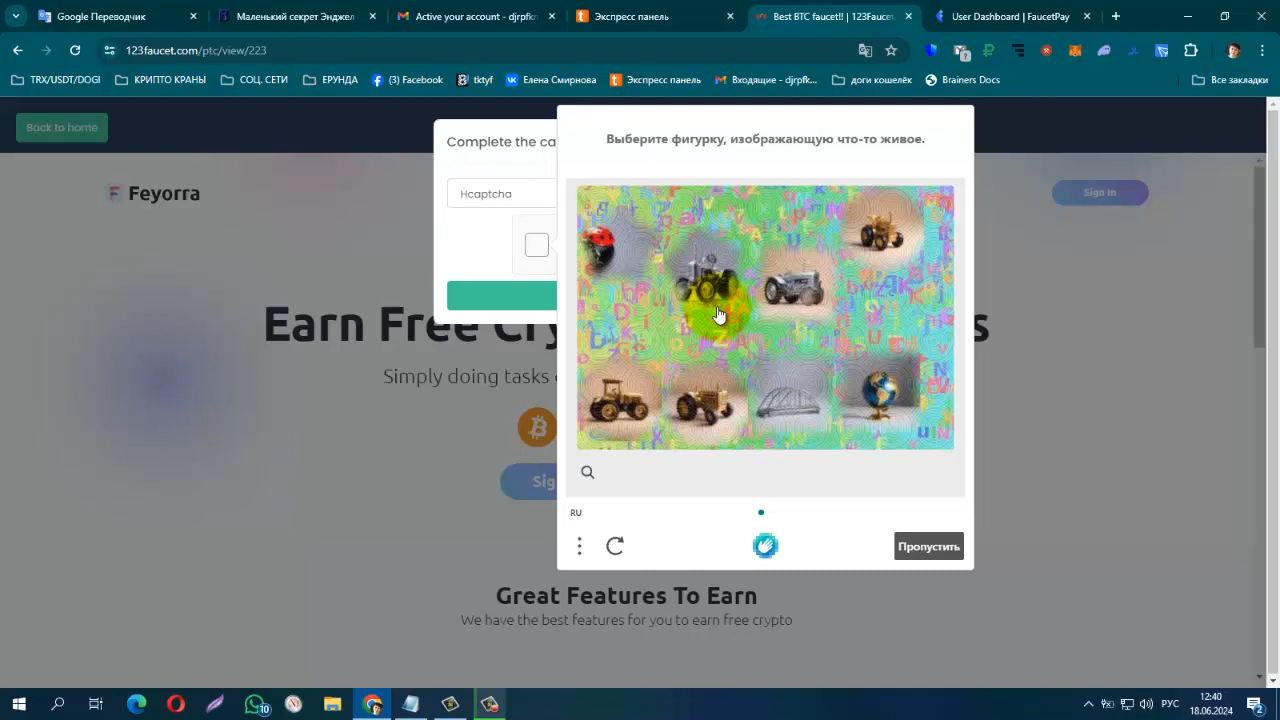 Google Переводчик
Маленький секрет Энджел
Active your account - djrpfk
Экспресс панель
Best BTC faucet!! | 123Faucet
User Dashboard | FaucetPay
123faucet.com/ptc/view/223
TRX/USDT/DOGI
КРИПТО КРАНЫ
СОЦ. СЕТИ
ЕРУНДА
(3) Facebook
tktyf
Елена Смирнова
Экспресс панель
Входящие - djrpfk...
доги кошелёк
Brainers Docs
Все закладки
Back to home
Complete the ca
Выберите фигурку, изображающую что-то живое.
Feyorra
Hcaptcha
Sign In
Earn Free Cry
s
Simply doing tasks
Sig
RU
Пропустить
Great Features To Earn
We have the best features for you to earn free crypto
10
РУС
12:40
18.06.2024
2